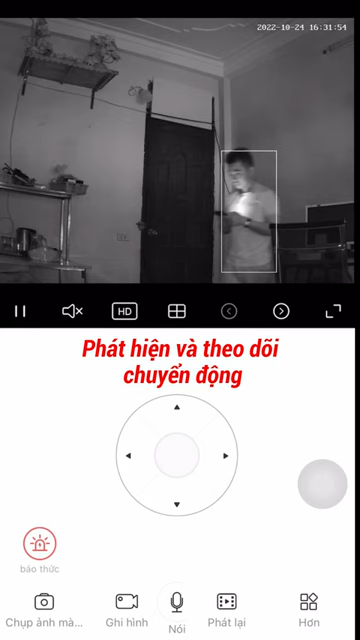 2022-10-24 16:31:54
HD
Phát hiện và theo dõi
chuyển động
báo thức
Chụp ảnh mà...
Ghi hình
Nói
Phát lại
Hơn